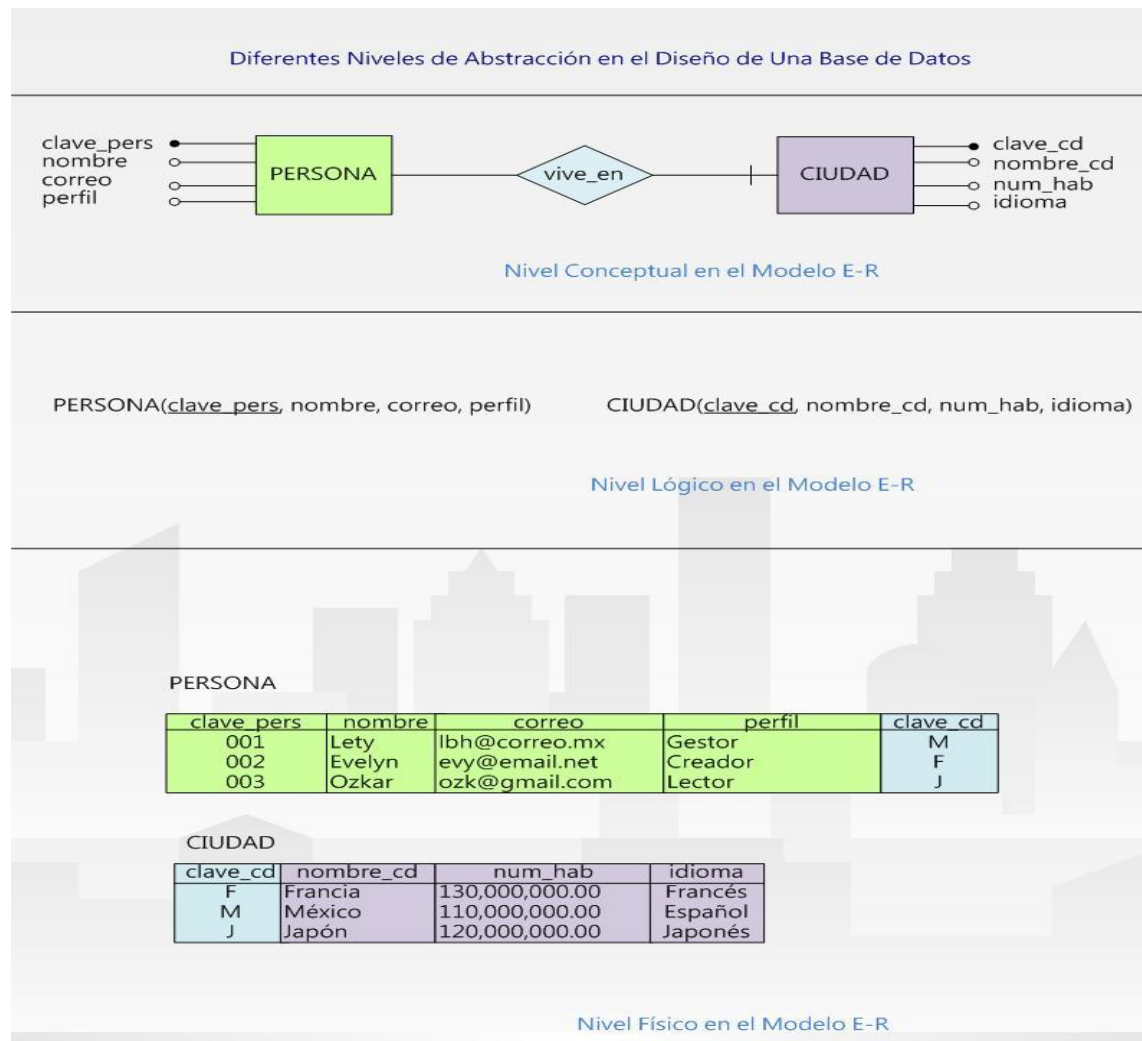 Diferentes Niveles de Abstracción en el Diseño de Una Base de Datos
clave_pers
nombre
correo
perfil
PERSONA
vive_en
CIUDAD
clave_cd
nombre_cd
num_hab
idioma
Nivel Conceptual en el Modelo E-R
PERSONA(clave_pers, nombre, correo, perfil) CIUDAD(clave_cd, nombre_cd, num_hab, idioma)
Nivel Lógico en el Modelo E-R
PERSONA
clave_pers nombre correo perfil clave_cd
001 Lety lbh@correo.mx Gestor M
002 Evelyn evy@email.net Creador F
003 Ozkar ozk@gmail.com Lector J
CIUDAD
clave_cd nombre_cd num_hab idioma
F Francia 130,000,000.00 Francés
M México 110,000,000.00 Español
J Japón 120,000,000.00 Japonés
Nivel Físico en el Modelo E-R